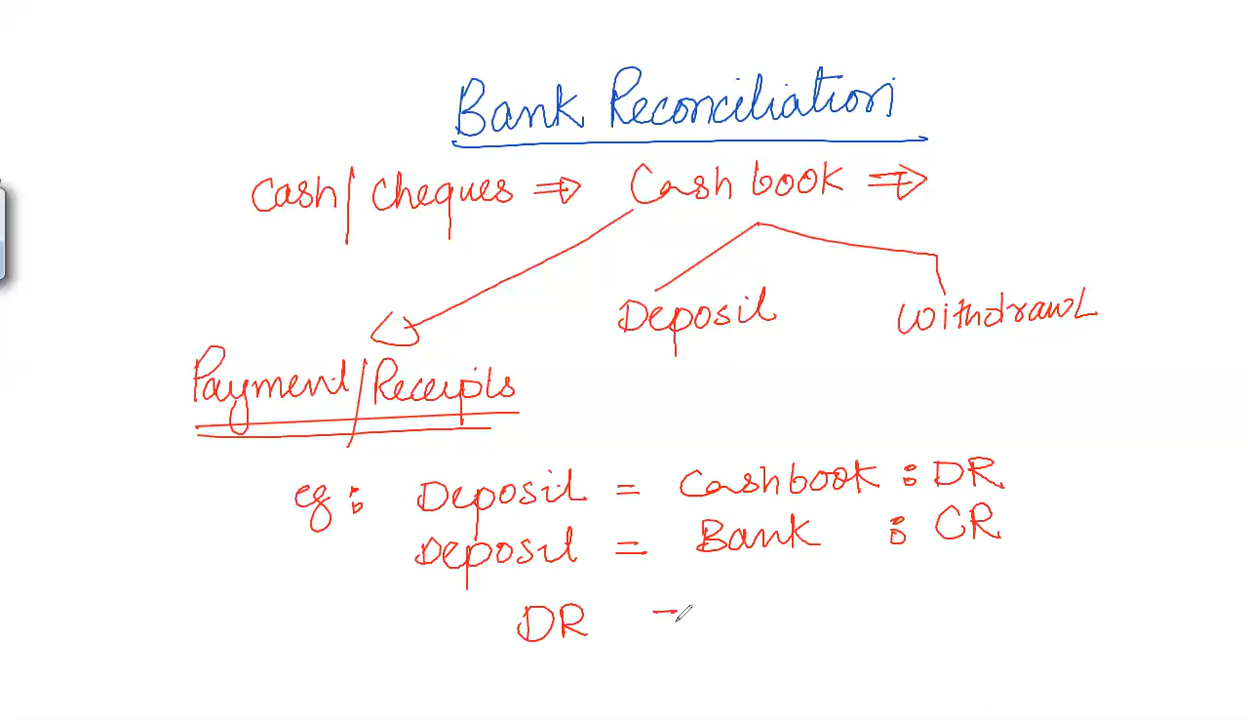 Bank Reconciliation
Cash/Cheques ⇒ Cash book ⇒
Deposit Withdrawl
Payment/Receipts
eg: Deposit = Cashbook : DR
Deposit = Bank : CR
DR -